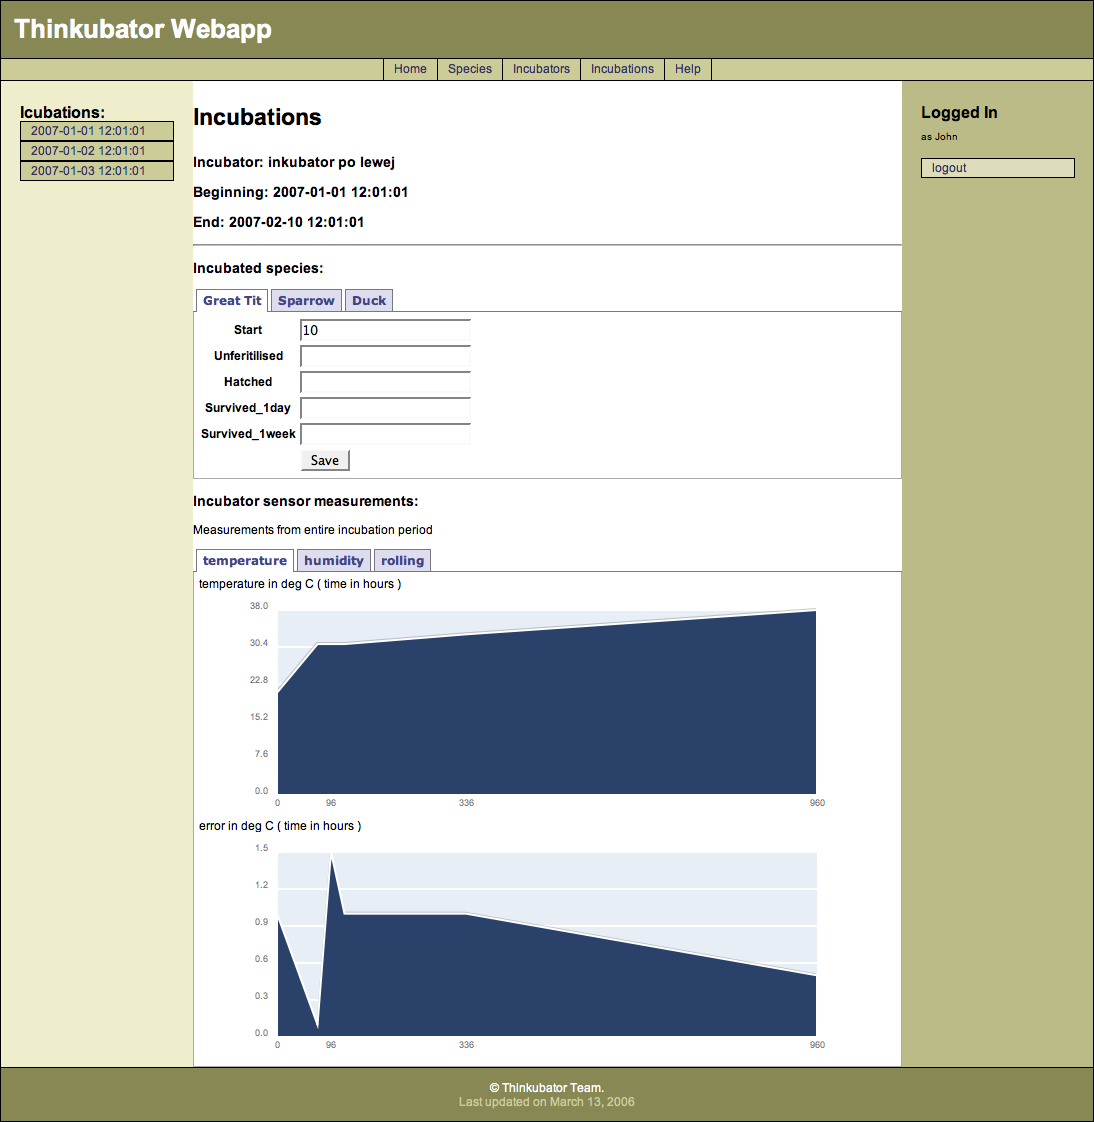 Thinkubator Webapp
Home Species Incubators Incubations Help
Icubations:
2007-01-01 12:01:01
2007-01-02 12:01:01
2007-01-03 12:01:01
Incubations
Incubator: inkubator po lewej
Beginning: 2007-01-01 12:01:01
End: 2007-02-10 12:01:01
Incubated species:
Great Tit Sparrow Duck
Start 10
Unferitilised
Hatched
Survived_1day
Survived_1week
Save
Incubator sensor measurements:
Measurements from entire incubation period
temperature humidity rolling
temperature in deg C ( time in hours )
38.0
30.4
22.8
15.2
7.6
0.0
0 96 336 960
error in deg C ( time in hours )
1.5
1.2
0.9
0.6
0.3
0.0
0 96 336 960
Logged In
as John
logout
© Thinkubator Team.
Last updated on March 13, 2006